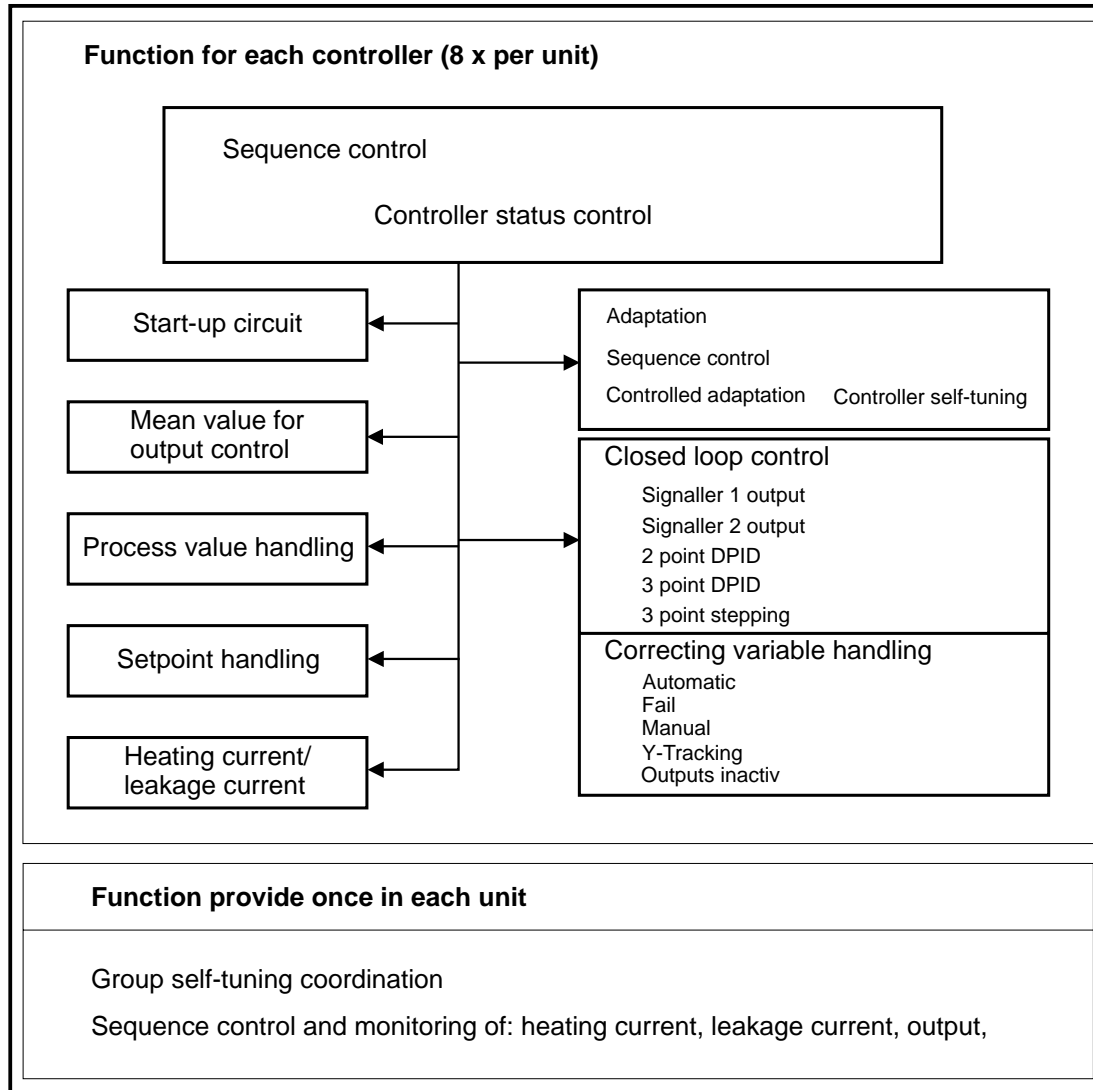 Function for each controller (8 x per unit)
Sequence control
Controller status control
Start-up circuit
Mean value for
output control
Process value handling
Setpoint handling
Heating current/
leakage current
Adaptation
Sequence control
Controlled adaptation Controller self-tuning
Closed loop control
Signaller 1 output
Signaller 2 output
2 point DPID
3 point DPID
3 point stepping
Correcting variable handling
Automatic
Fail
Manual
Y-Tracking
Outputs inactiv
Function provide once in each unit
Group self-tuning coordination
Sequence control and monitoring of: heating current, leakage current, output,